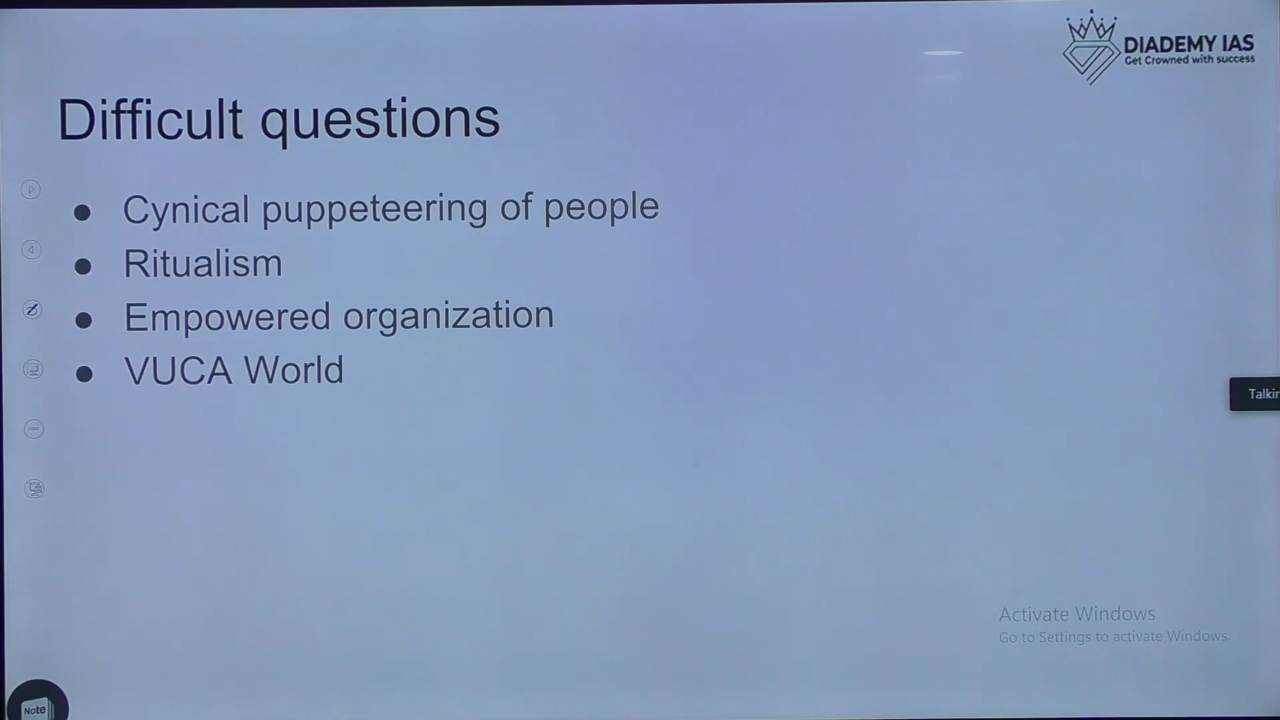 DIADEMY IAS
Get Crowned with success
Difficult questions
Cynical puppeteering of people
Ritualism
Empowered organization
VUCA World
Activate Windows
Go to Settings to activate Windows.
Note